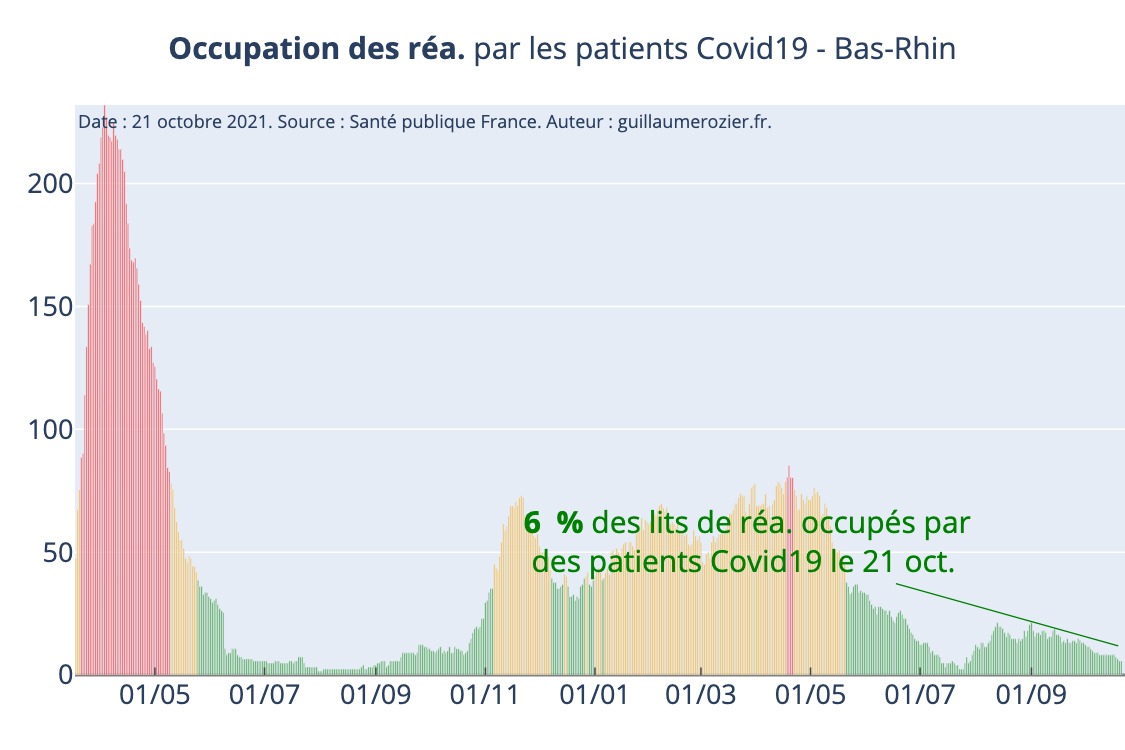 Occupation des réa. par les patients Covid19 - Bas-Rhin
Date : 21 octobre 2021. Source : Santé publique France. Auteur : guillaumerozier.fr.
200
150
100
50
0
6  % des lits de réa. occupés par
des patients Covid19 le 21 oct.
01/05 01/07 01/09 01/11 01/01 01/03 01/05 01/07 01/09